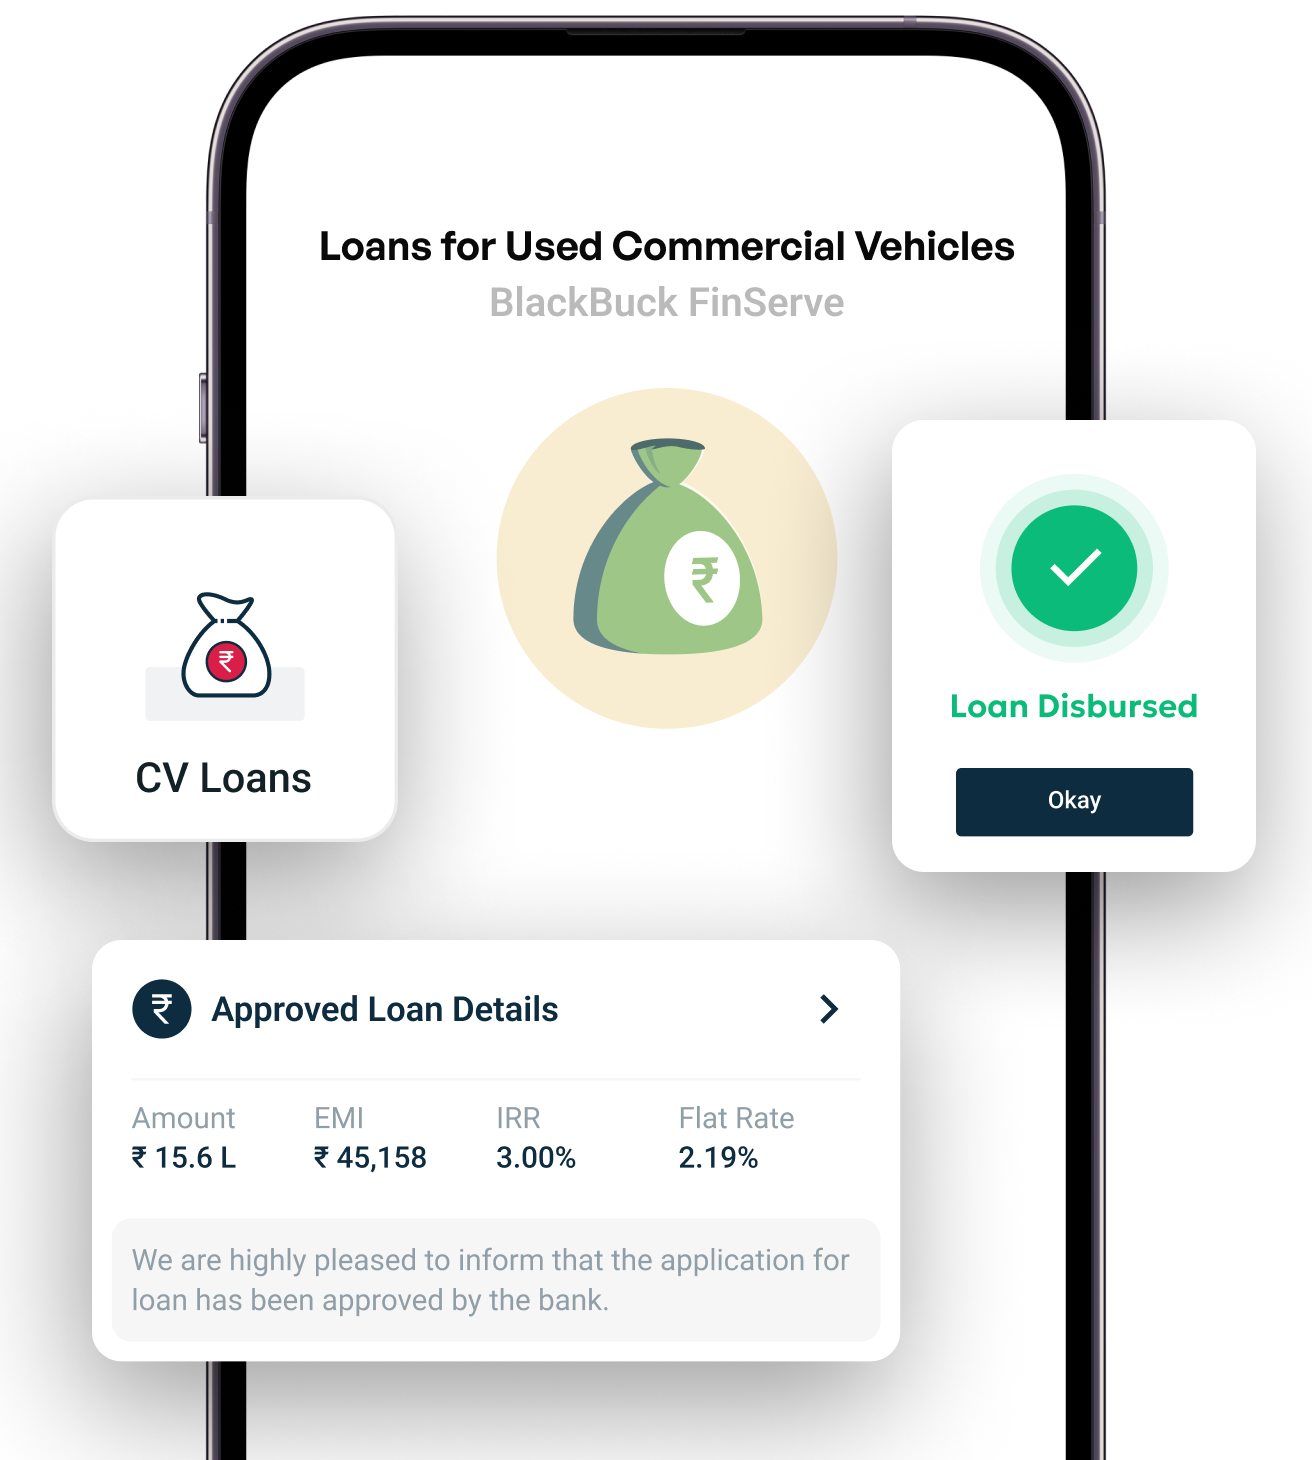 Loans for Used Commercial Vehicles
BlackBuck FinServe
₹
₹
CV Loans
Loan Disbursed
Okay
₹ Approved Loan Details
Amount EMI IRR Flat Rate
₹ 15.6 L ₹ 45,158 3.00% 2.19%
We are highly pleased to inform that the application for
loan has been approved by the bank.